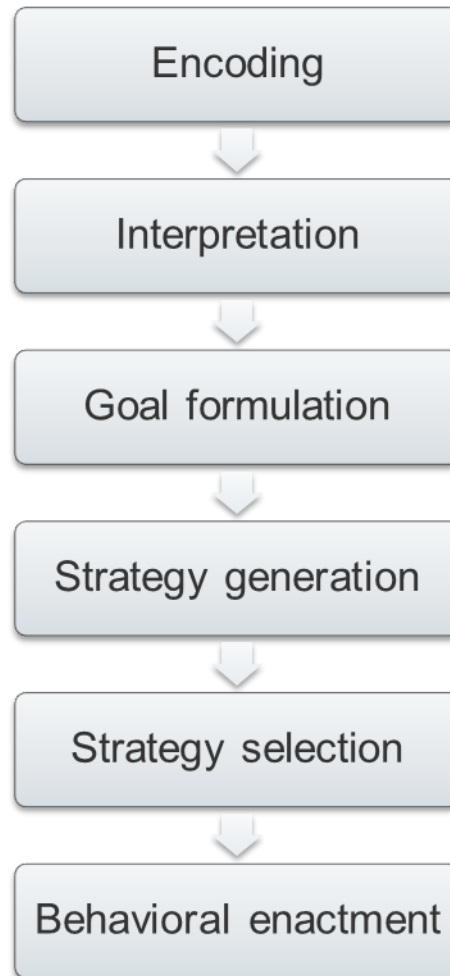 Encoding
Interpretation
Goal formulation
Strategy generation
Strategy selection
Behavioral enactment